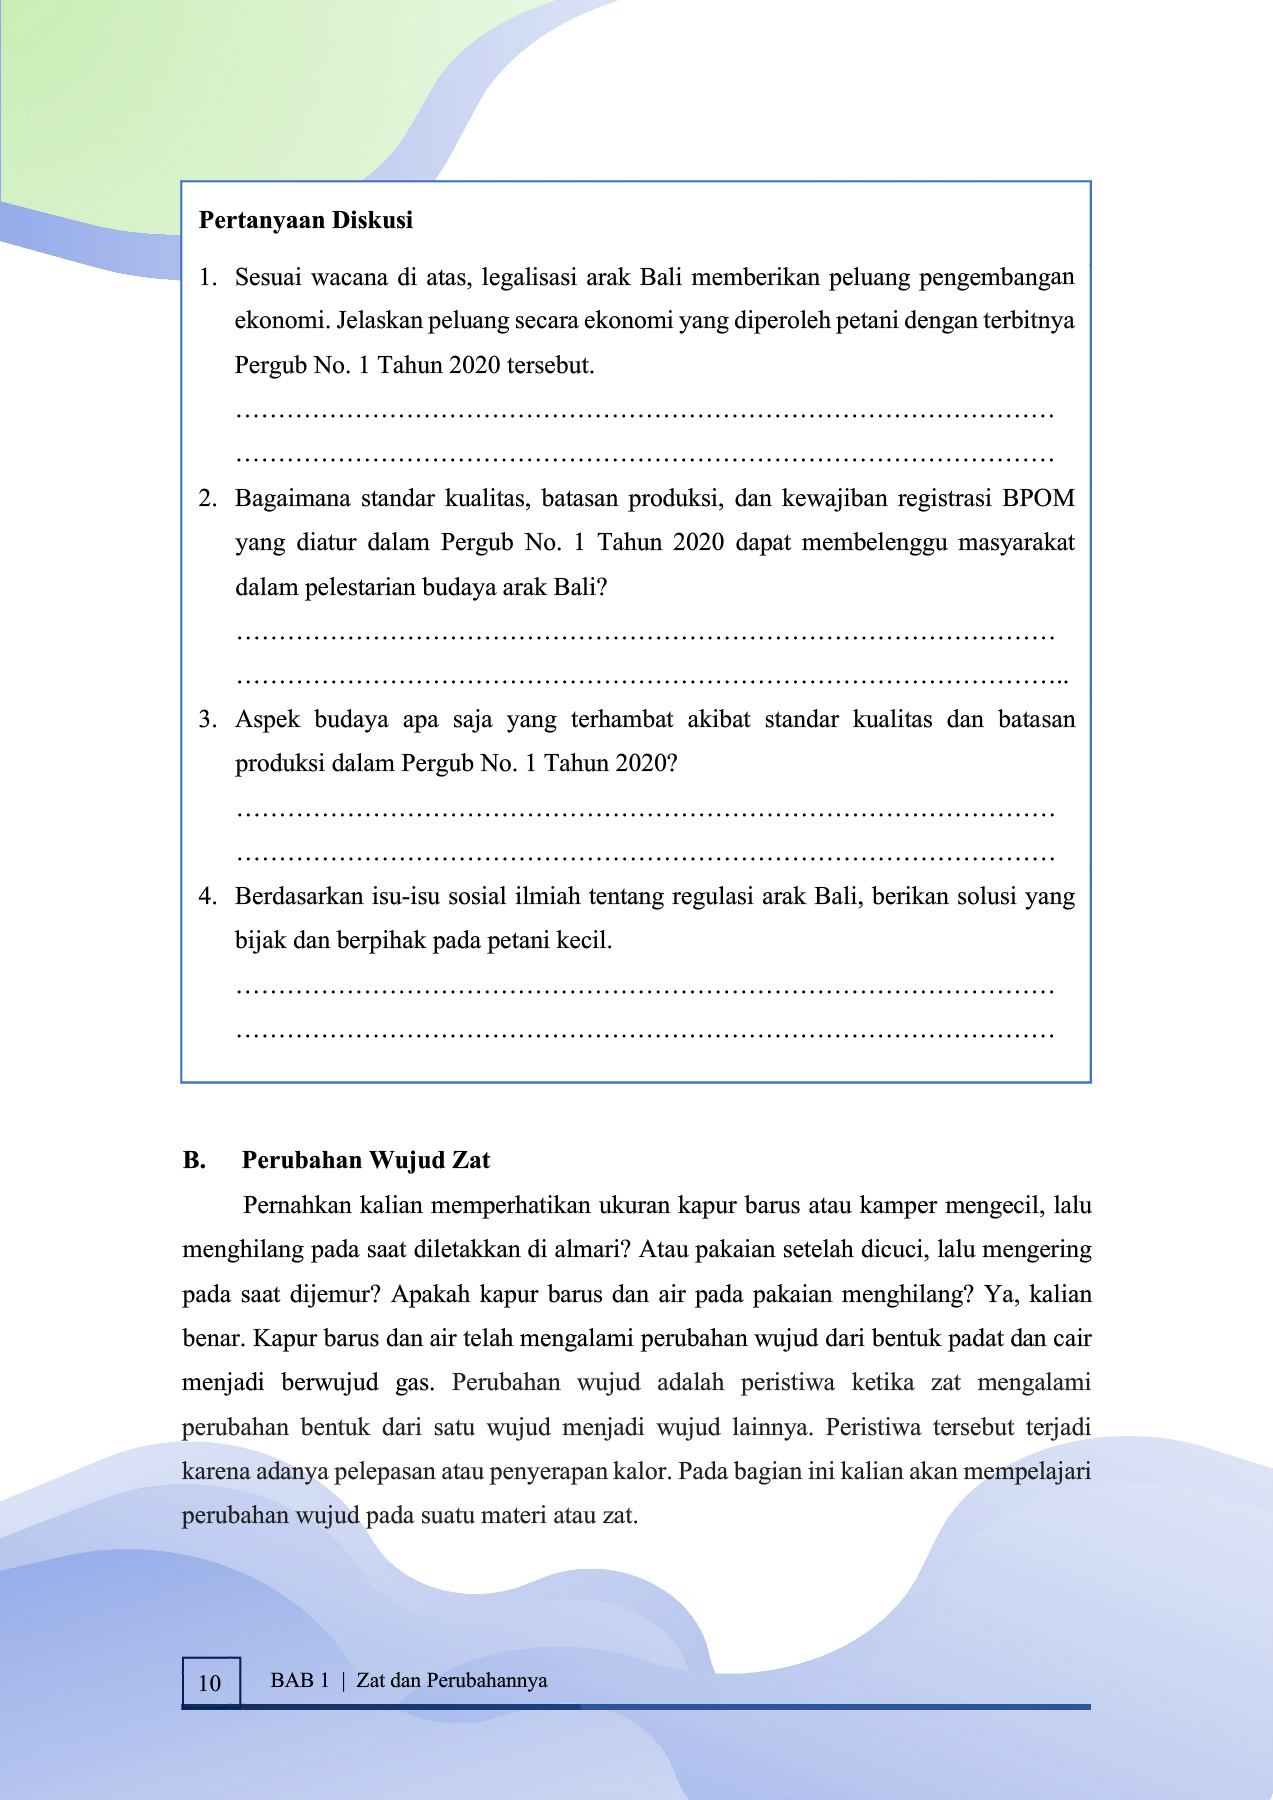 Pertanyaan Diskusi
1. Sesuai wacana di atas, legalisasi arak Bali memberikan peluang pengembangan
ekonomi. Jelaskan peluang secara ekonomi yang diperoleh petani dengan terbitnya
Pergub No. 1 Tahun 2020 tersebut.
……………………………………………………………………………………
……………………………………………………………………………………
2. Bagaimana standar kualitas, batasan produksi, dan kewajiban registrasi BPOM
yang diatur dalam Pergub No. 1 Tahun 2020 dapat membelenggu masyarakat
dalam pelestarian budaya arak Bali?
……………………………………………………………………………………
……………………………………………………………………………………..
3. Aspek budaya apa saja yang terhambat akibat standar kualitas dan batasan
produksi dalam Pergub No. 1 Tahun 2020?
……………………………………………………………………………………
……………………………………………………………………………………
4. Berdasarkan isu-isu sosial ilmiah tentang regulasi arak Bali, berikan solusi yang
bijak dan berpihak pada petani kecil.
……………………………………………………………………………………
……………………………………………………………………………………
B. Perubahan Wujud Zat
Pernahkan kalian memperhatikan ukuran kapur barus atau kamper mengecil, lalu
menghilang pada saat diletakkan di almari? Atau pakaian setelah dicuci, lalu mengering
pada saat dijemur? Apakah kapur barus dan air pada pakaian menghilang? Ya, kalian
benar. Kapur barus dan air telah mengalami perubahan wujud dari bentuk padat dan cair
menjadi berwujud gas. Perubahan wujud adalah peristiwa ketika zat mengalami
perubahan bentuk dari satu wujud menjadi wujud lainnya. Peristiwa tersebut terjadi
karena adanya pelepasan atau penyerapan kalor. Pada bagian ini kalian akan mempelajari
perubahan wujud pada suatu materi atau zat.
10 BAB 1 | Zat dan Perubahannya